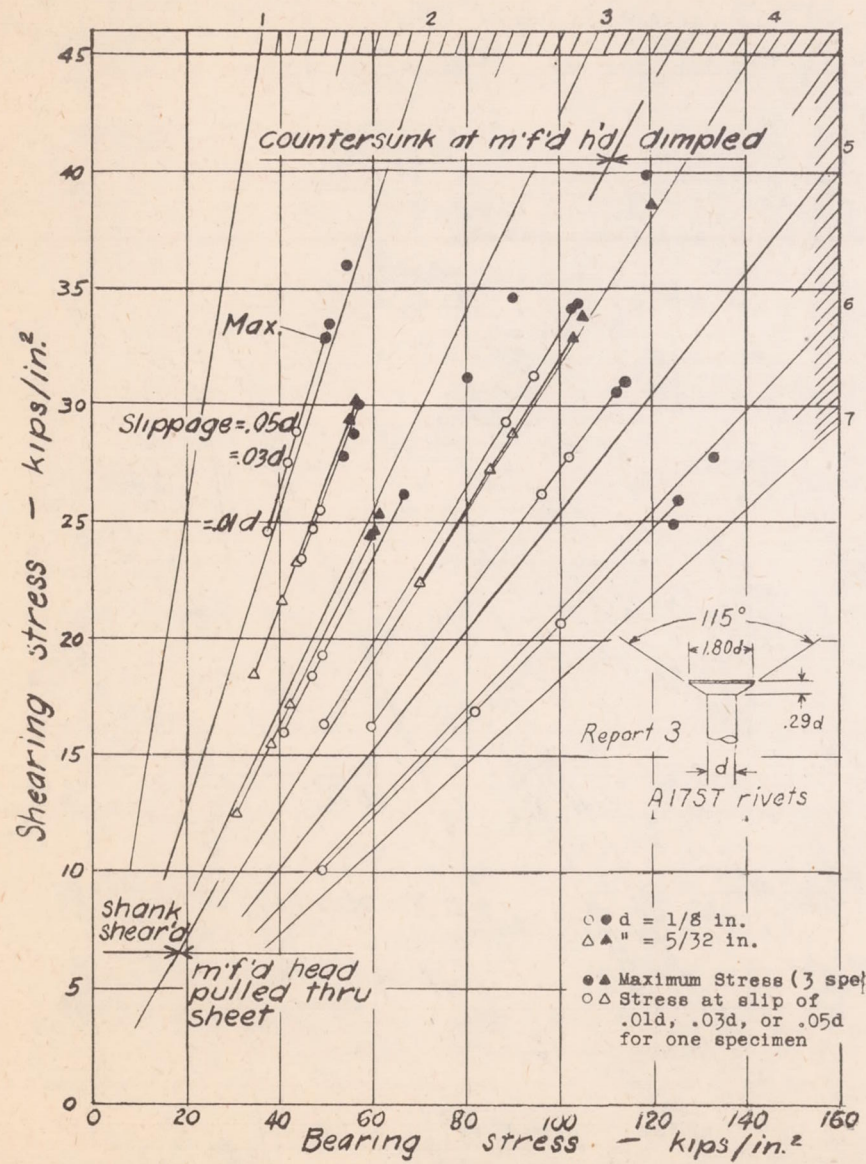 1 2 3 4
45
countersunk at m'f'd h'd dimpled
5
40
35
6
Max.
30
7
Slippage=.05d
=.03d
25
=.01d
20
115°
1.80d
.29d
Report 3
15
d
A17ST rivets
10
shank
shear'd
d = 1/8 in.
" = 5/32 in.
m'f'd head
pulled thru
sheet
5
Maximum Stress (3 spe
Stress at slip of
.01d, .03d, or .05d
for one specimen
0
0 20 40 60 80 100 120 140 160
Bearing stress — kips/in.²
Shearing stress — kips/in.²